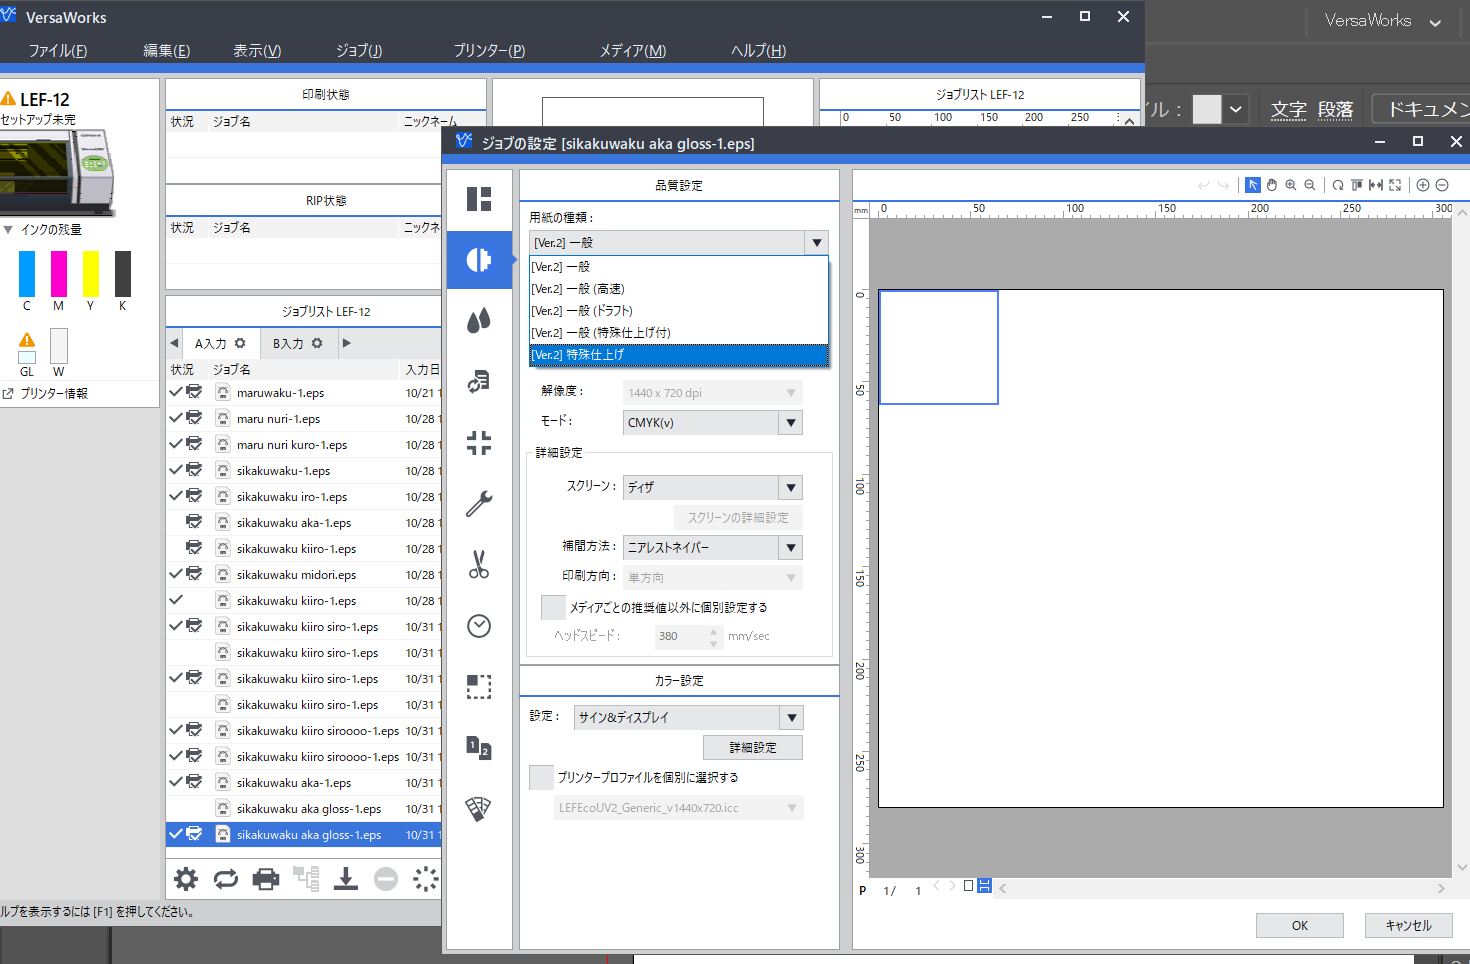 VersaWorks
VersaWorks
ファイル(F)
編集(E)
表示(V)
ジョブ(J)
プリンター(P)
メディア(M)
ヘルプ(H)
イル :
文字 段落
ドキュメン
LEF-12
セットアップ未完
インクの残量
C M Y K
GL W
プリンター情報
印刷状態
状況 ジョブ名 ニックネーム
RIP状態
状況 ジョブ名 ニックネ
ジョブリスト LEF-12
0 50 100 150 200 250
ジョブリスト LEF-12
A入力 B入力
状況 ジョブ名 入力日
maruwaku-1.eps 10/21 1
maru nuri-1.eps 10/28 1
maru nuri kuro-1.eps 10/28 1
sikakuwaku-1.eps 10/28 1
sikakuwaku iro-1.eps 10/28 1
sikakuwaku aka-1.eps 10/28 1
sikakuwaku kiiro-1.eps 10/28 1
sikakuwaku midori.eps 10/28 1
sikakuwaku kiiro-1.eps 10/28 1
sikakuwaku kiiro siro-1.eps 10/31 1
sikakuwaku kiiro siro-1.eps 10/31 1
sikakuwaku kiiro siro-1.eps 10/31 1
sikakuwaku kiiro siro-1.eps 10/31 1
sikakuwaku kiiro siroooo-1.eps 10/31 1
sikakuwaku kiiro siroooo-1.eps 10/31 1
sikakuwaku aka-1.eps 10/31 1
sikakuwaku aka gloss-1.eps 10/31 1
sikakuwaku aka gloss-1.eps 10/31 1
ルプを表示するには [F1] を押してください。
ジョブの設定 [sikakuwaku aka gloss-1.eps]
品質設定
用紙の種類 :
[Ver.2] 一般
[Ver.2] 一般
[Ver.2] 一般 (高速)
[Ver.2] 一般 (ドラフト)
[Ver.2] 一般 (特殊仕上げ付)
[Ver.2] 特殊仕上げ
解像度 : 1440 x 720 dpi
モード : CMYK(v)
詳細設定
スクリーン : ディザ
スクリーンの詳細設定
補間方法 : ニアレストネイバー
印刷方向 : 単方向
メディアごとの推奨値以外に個別設定する
ヘッドスピード : 380 mm/sec
カラー設定
設定 : サイン&ディスプレイ
詳細設定
プリンタープロファイルを個別に選択する
LEFEcoUV2_Generic_v1440x720.icc
1 2
mm 0 50 100 150 200 250 300
0
50
100
150
200
250
300
P 1/ 1
OK キャンセル